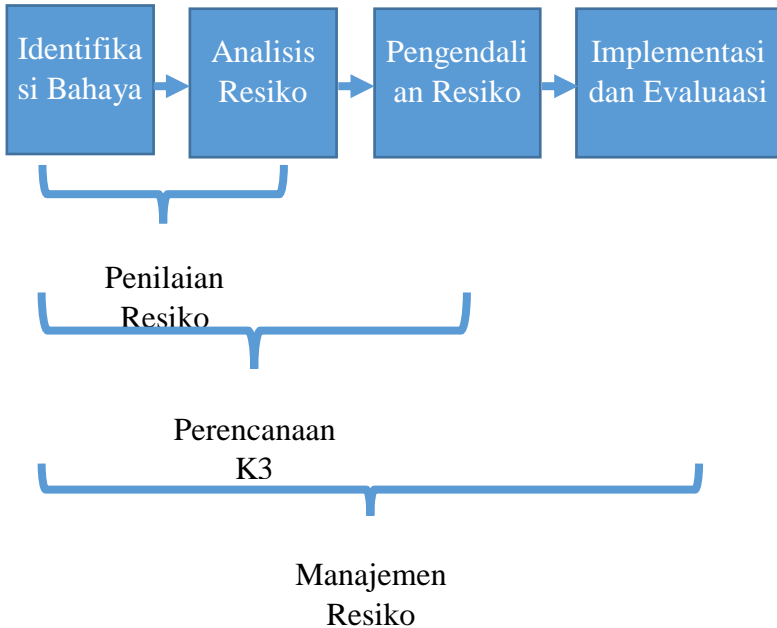 Identifika
si Bahaya
Analisis
Resiko
Pengendali
an Resiko
Implementasi
dan Evaluaasi
Penilaian
Resiko
Perencanaan
K3
Manajemen
Resiko